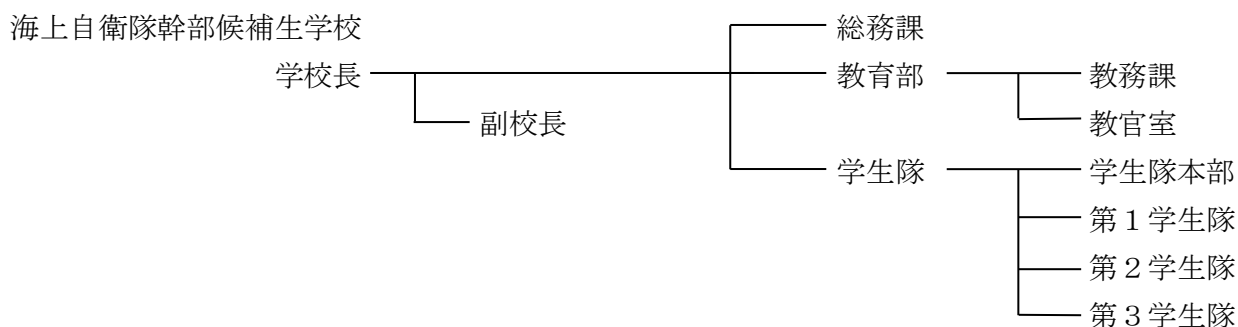 海上自衛隊幹部候補生学校
総務課
学校長
教育部
教務課
副校長
教官室
学生隊
学生隊本部
第１学生隊
第２学生隊
第３学生隊